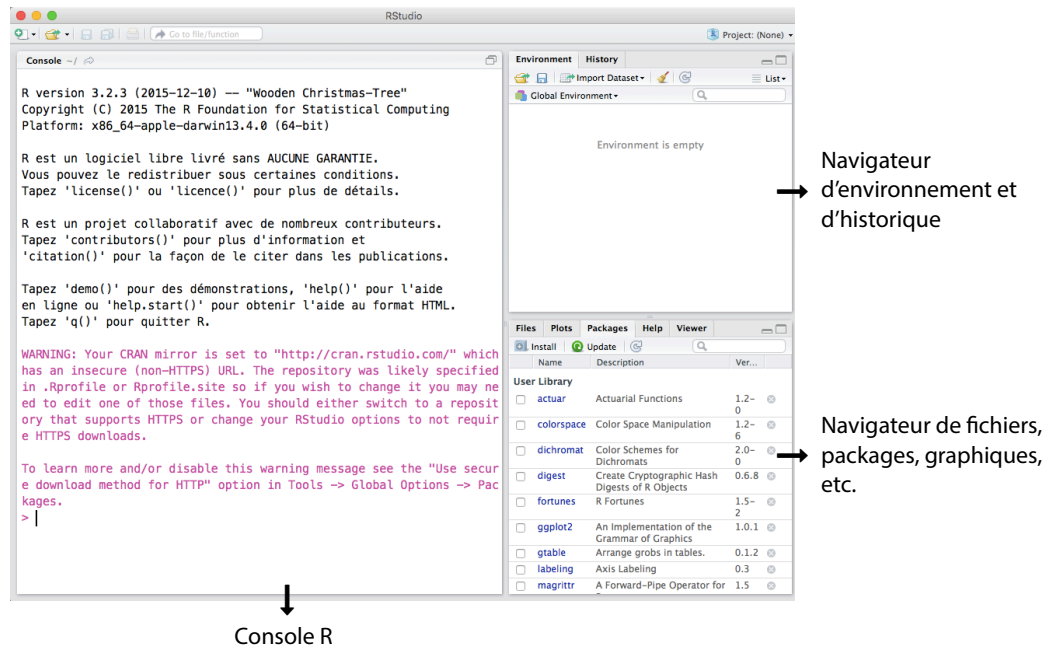 RStudio
Go to file/function
Project: (None)
Console ~/
R version 3.2.3 (2015-12-10) -- "Wooden Christmas-Tree"
Copyright (C) 2015 The R Foundation for Statistical Computing
Platform: x86_64-apple-darwin13.4.0 (64-bit)
R est un logiciel libre livré sans AUCUNE GARANTIE.
Vous pouvez le redistribuer sous certaines conditions.
Tapez 'license()' ou 'licence()' pour plus de détails.
R est un projet collaboratif avec de nombreux contributeurs.
Tapez 'contributors()' pour plus d'information et
'citation()' pour la façon de le citer dans les publications.
Tapez 'demo()' pour des démonstrations, 'help()' pour l'aide
en ligne ou 'help.start()' pour obtenir l'aide au format HTML.
Tapez 'q()' pour quitter R.
WARNING: Your CRAN mirror is set to "http://cran.rstudio.com/" which
has an insecure (non-HTTPS) URL. The repository was likely specified
in .Rprofile or Rprofile.site so if you wish to change it you may ne
ed to edit one of those files. You should either switch to a reposit
ory that supports HTTPS or change your RStudio options to not requir
e HTTPS downloads.
To learn more and/or disable this warning message see the "Use secur
e download method for HTTP" option in Tools -> Global Options -> Pac
kages.
>
Environment History
Import Dataset List
Global Environment
Environment is empty
Files Plots Packages Help Viewer
Install Update
Name Description Ver...
User Library
actuar Actuarial Functions 1.2-
0
colorspace Color Space Manipulation 1.2-
6
dichromat Color Schemes for 2.0-
Dichromats 0
digest Create Cryptographic Hash 0.6.8
Digests of R Objects
fortunes R Fortunes 1.5-
2
ggplot2 An Implementation of the 1.0.1
Grammar of Graphics
gtable Arrange grobs in tables. 0.1.2
labeling Axis Labeling 0.3
magrittr A Forward-Pipe Operator for 1.5
Navigateur
d'environnement et
d'historique
Navigateur de fichiers,
packages, graphiques,
etc.
Console R